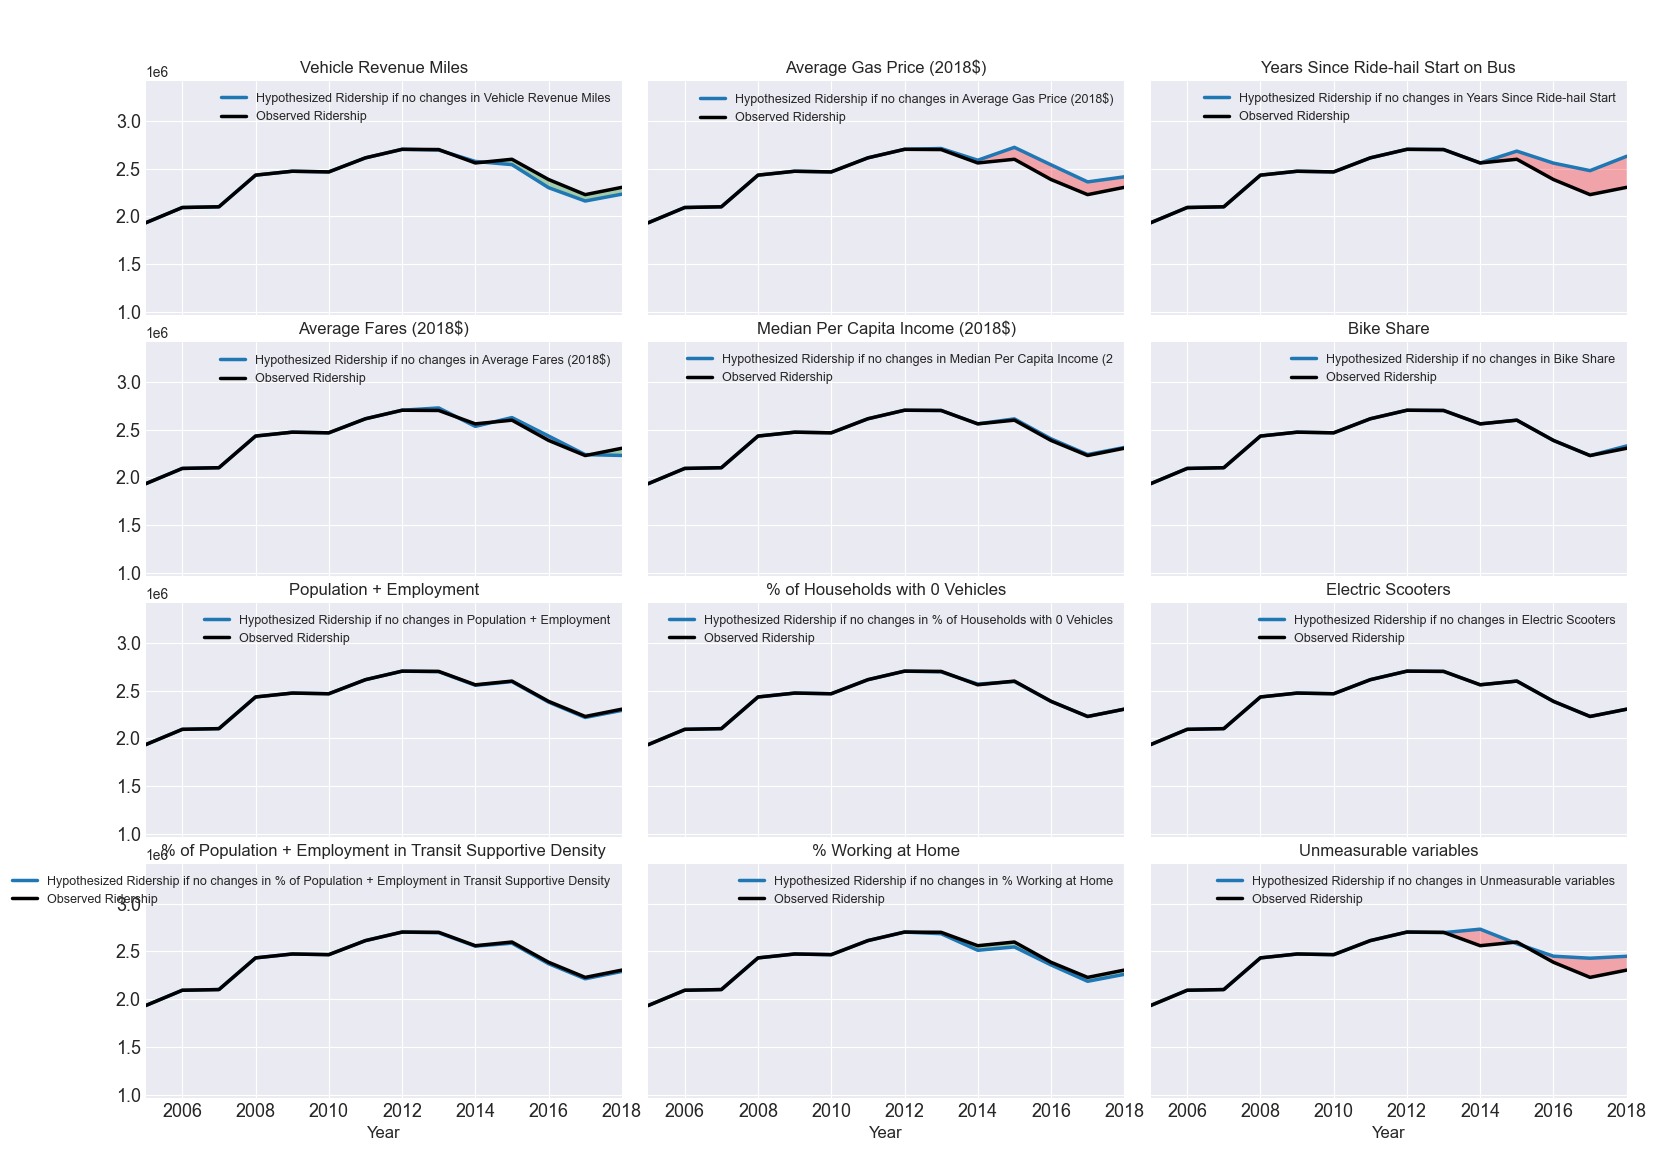 Vehicle Revenue Miles
1e6
Hypothesized Ridership if no changes in Vehicle Revenue Miles
Observed Ridership
3.0
2.5
2.0
1.5
1.0
Average Gas Price (2018$)
Hypothesized Ridership if no changes in Average Gas Price (2018$)
Observed Ridership
Years Since Ride-hail Start on Bus
Hypothesized Ridership if no changes in Years Since Ride-hail Start
Observed Ridership
Average Fares (2018$)
1e6
Hypothesized Ridership if no changes in Average Fares (2018$)
Observed Ridership
3.0
2.5
2.0
1.5
1.0
Median Per Capita Income (2018$)
Hypothesized Ridership if no changes in Median Per Capita Income (2
Observed Ridership
Bike Share
Hypothesized Ridership if no changes in Bike Share
Observed Ridership
Population + Employment
1e6
Hypothesized Ridership if no changes in Population + Employment
Observed Ridership
3.0
2.5
2.0
1.5
1.0
% of Households with 0 Vehicles
Hypothesized Ridership if no changes in % of Households with 0 Vehicles
Observed Ridership
Electric Scooters
Hypothesized Ridership if no changes in Electric Scooters
Observed Ridership
% of Population + Employment in Transit Supportive Density
1e6
Hypothesized Ridership if no changes in % of Population + Employment in Transit Supportive Density
Observed Ridership
3.0
2.5
2.0
1.5
1.0
2006 2008 2010 2012 2014 2016 2018
Year
% Working at Home
Hypothesized Ridership if no changes in % Working at Home
Observed Ridership
2006 2008 2010 2012 2014 2016 2018
Year
Unmeasurable variables
Hypothesized Ridership if no changes in Unmeasurable variables
Observed Ridership
2006 2008 2010 2012 2014 2016 2018
Year